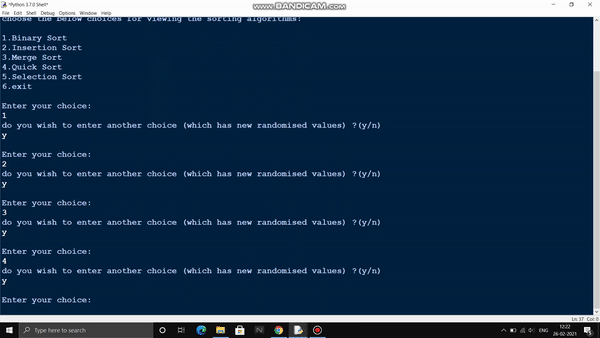 *Python 3.7.0 Shell*
www.BANDICAM.com
File Edit Shell Debug Options Window Help
choose the below choices for viewing the sorting algorithms:
1.Binary Sort
2.Insertion Sort
3.Merge Sort
4.Quick Sort
5.Selection Sort
6.exit
Enter your choice:
1
do you wish to enter another choice (which has new randomised values) ?(y/n)
y
Enter your choice:
2
do you wish to enter another choice (which has new randomised values) ?(y/n)
y
Enter your choice:
3
do you wish to enter another choice (which has new randomised values) ?(y/n)
y
Enter your choice:
4
do you wish to enter another choice (which has new randomised values) ?(y/n)
y
Enter your choice:
Ln: 37 Col: 0
Type here to search
ENG
12:22
26-02-2021